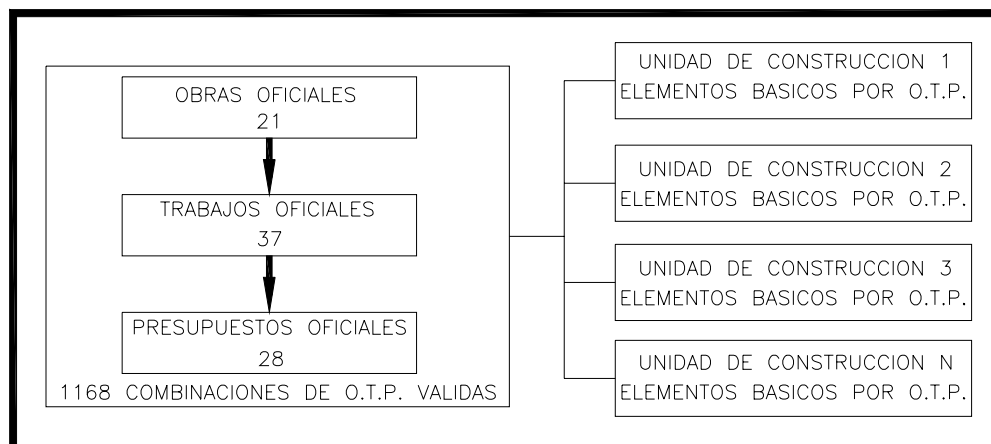 OBRAS OFICIALES
21
TRABAJOS OFICIALES
37
PRESUPUESTOS OFICIALES
28
1168 COMBINACIONES DE O.T.P. VALIDAS
UNIDAD DE CONSTRUCCION 1
ELEMENTOS BASICOS POR O.T.P.
UNIDAD DE CONSTRUCCION 2
ELEMENTOS BASICOS POR O.T.P.
UNIDAD DE CONSTRUCCION 3
ELEMENTOS BASICOS POR O.T.P.
UNIDAD DE CONSTRUCCION N
ELEMENTOS BASICOS POR O.T.P.